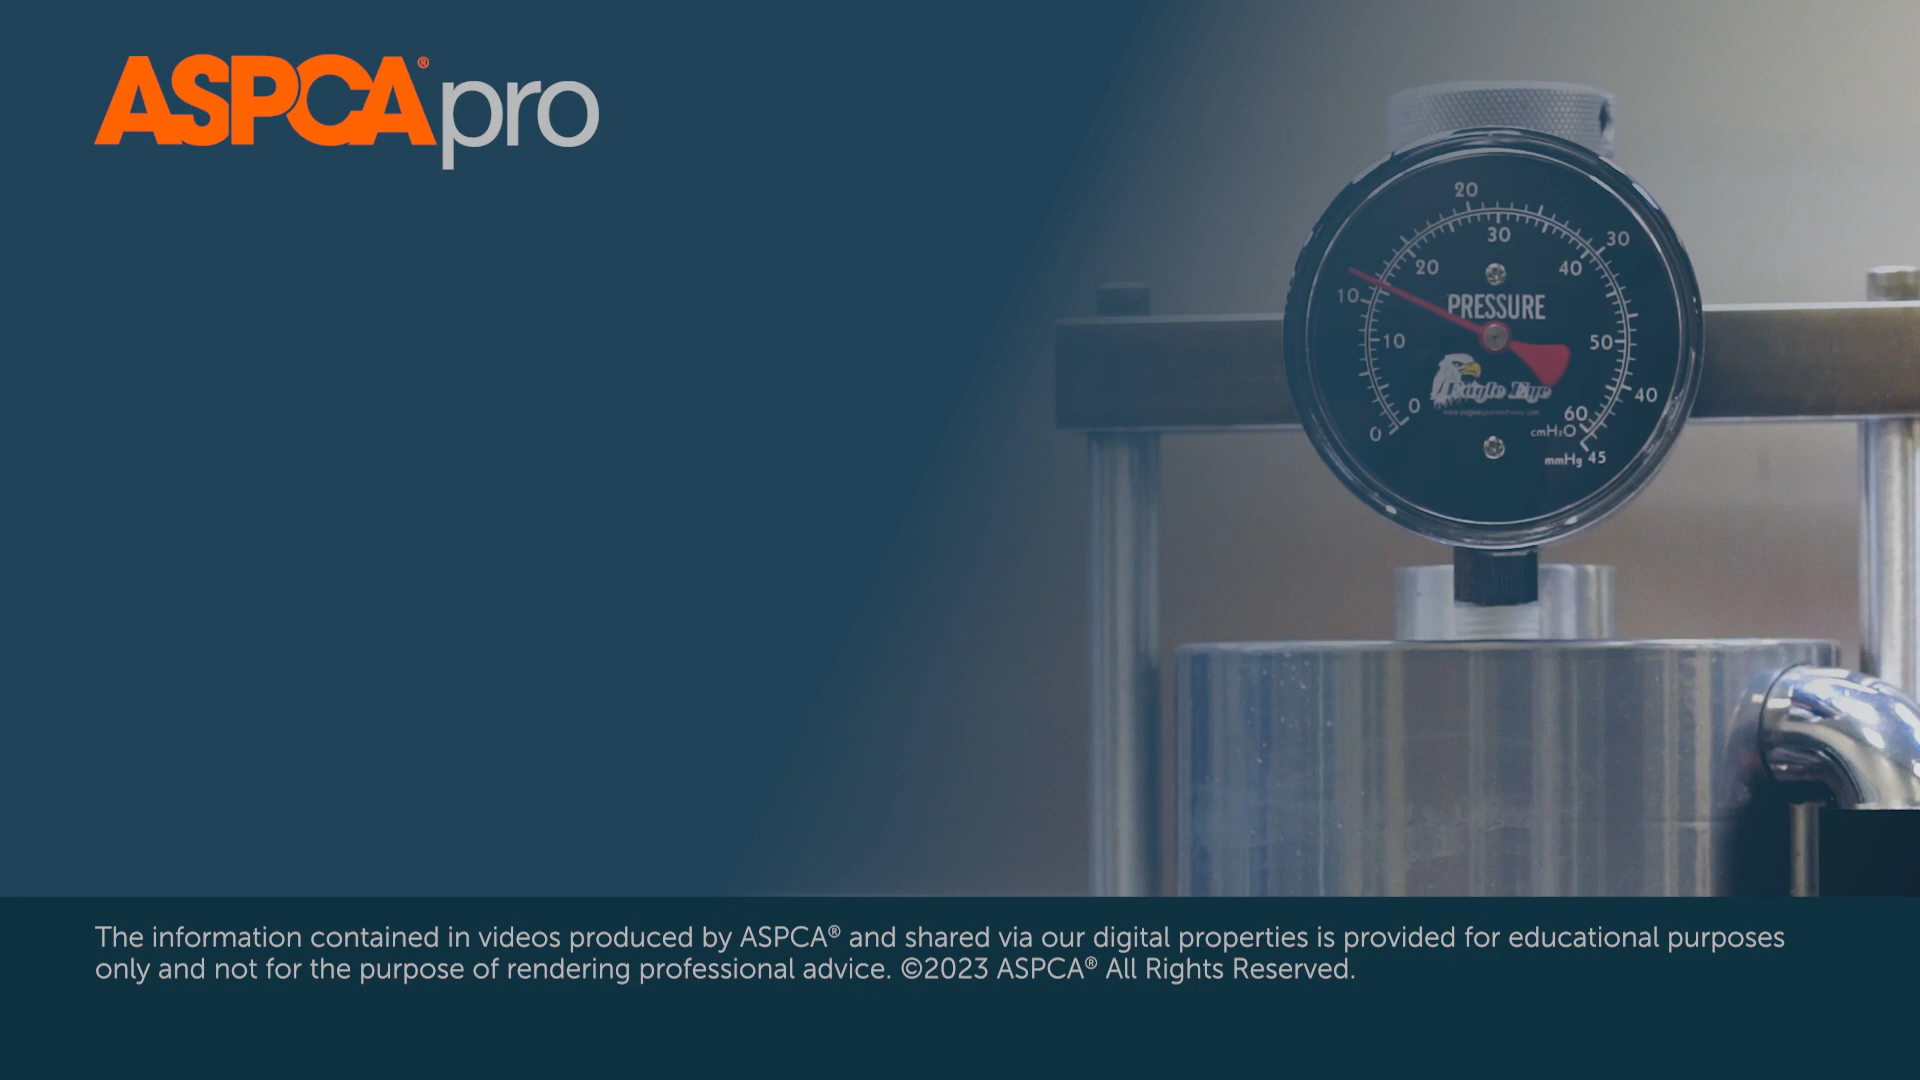 ASPCA® pro
20
30
30
20
40
30
10
PRESSURE
10
50
Eagle Eye
40
0
60
0
cmH₂O
mmHg 45
The information contained in videos produced by ASPCA® and shared via our digital properties is provided for educational purposes
only and not for the purpose of rendering professional advice. ©2023 ASPCA® All Rights Reserved.